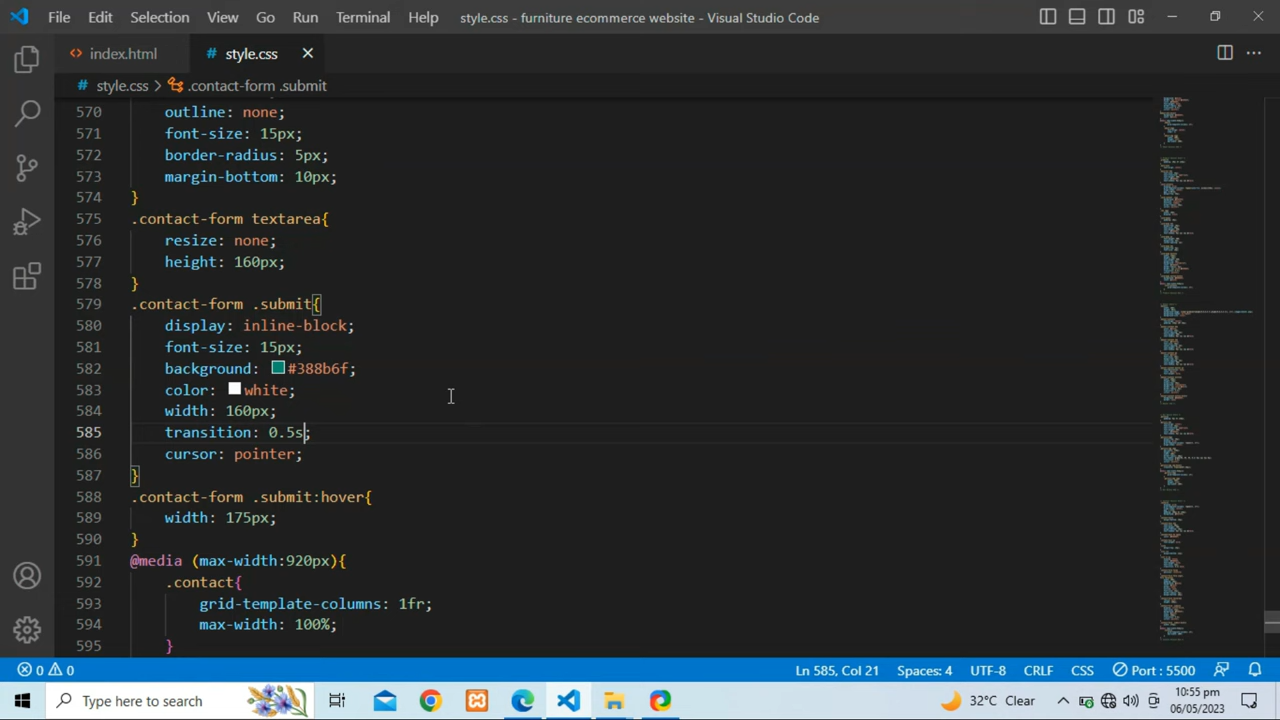 File Edit Selection View Go Run Terminal Help style.css - furniture ecommerce website - Visual Studio Code
index.html # style.css
# style.css > .contact-form .submit
570 outline: none;
571 font-size: 15px;
572 border-radius: 5px;
573 margin-bottom: 10px;
574 }
575 .contact-form textarea{
576 resize: none;
577 height: 160px;
578 }
579 .contact-form .submit{
580 display: inline-block;
581 font-size: 15px;
582 background: #388b6f;
583 color: white;
584 width: 160px;
585 transition: 0.5s;
586 cursor: pointer;
587 }
588 .contact-form .submit:hover{
589 width: 175px;
590 }
591 @media (max-width:920px){
592 .contact{
593 grid-template-columns: 1fr;
594 max-width: 100%;
595 }
0 0 Ln 585, Col 21 Spaces: 4 UTF-8 CRLF CSS Port : 5500
Type here to search 32°C Clear 10:55 pm
06/05/2023